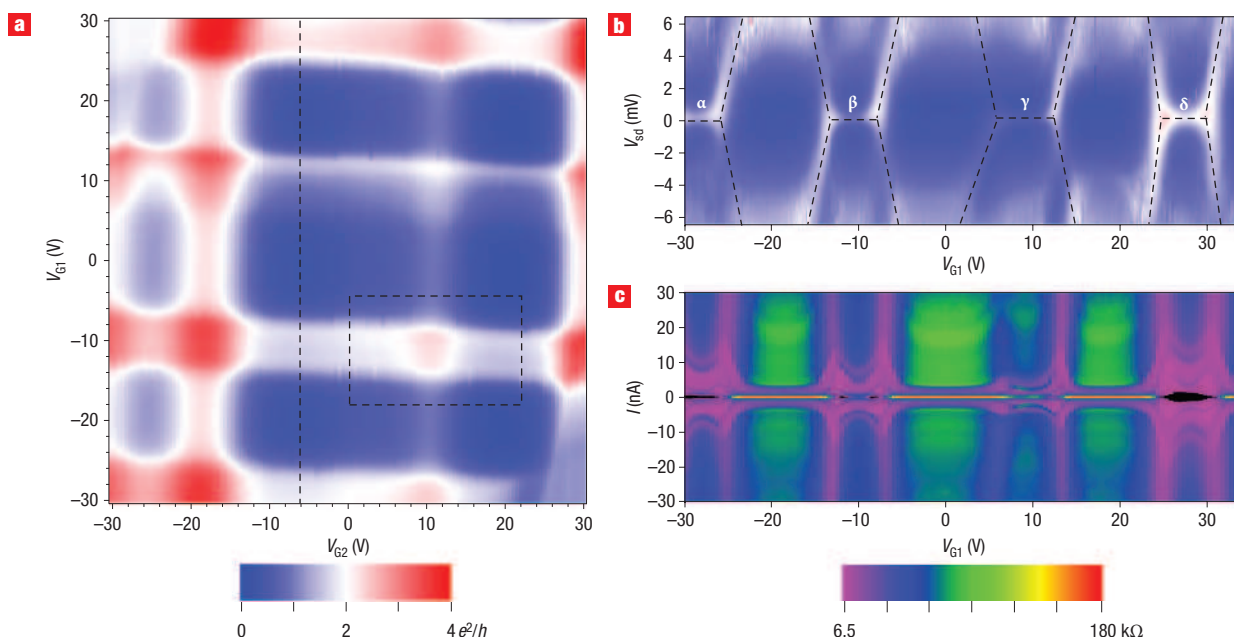 a
30
20
10
0
−10
−20
−30
V_G1 (V)
−30 −20 −10 0 10 20 30
V_G2 (V)
0 2 4 e²/h
b
6
4
2
0
−2
−4
−6
V_sd (mV)
α β γ δ
−30 −20 −10 0 10 20 30
V_G1 (V)
c
30
20
10
0
−10
−20
−30
I (nA)
−30 −20 −10 0 10 20 30
V_G1 (V)
6.5 180 kΩ